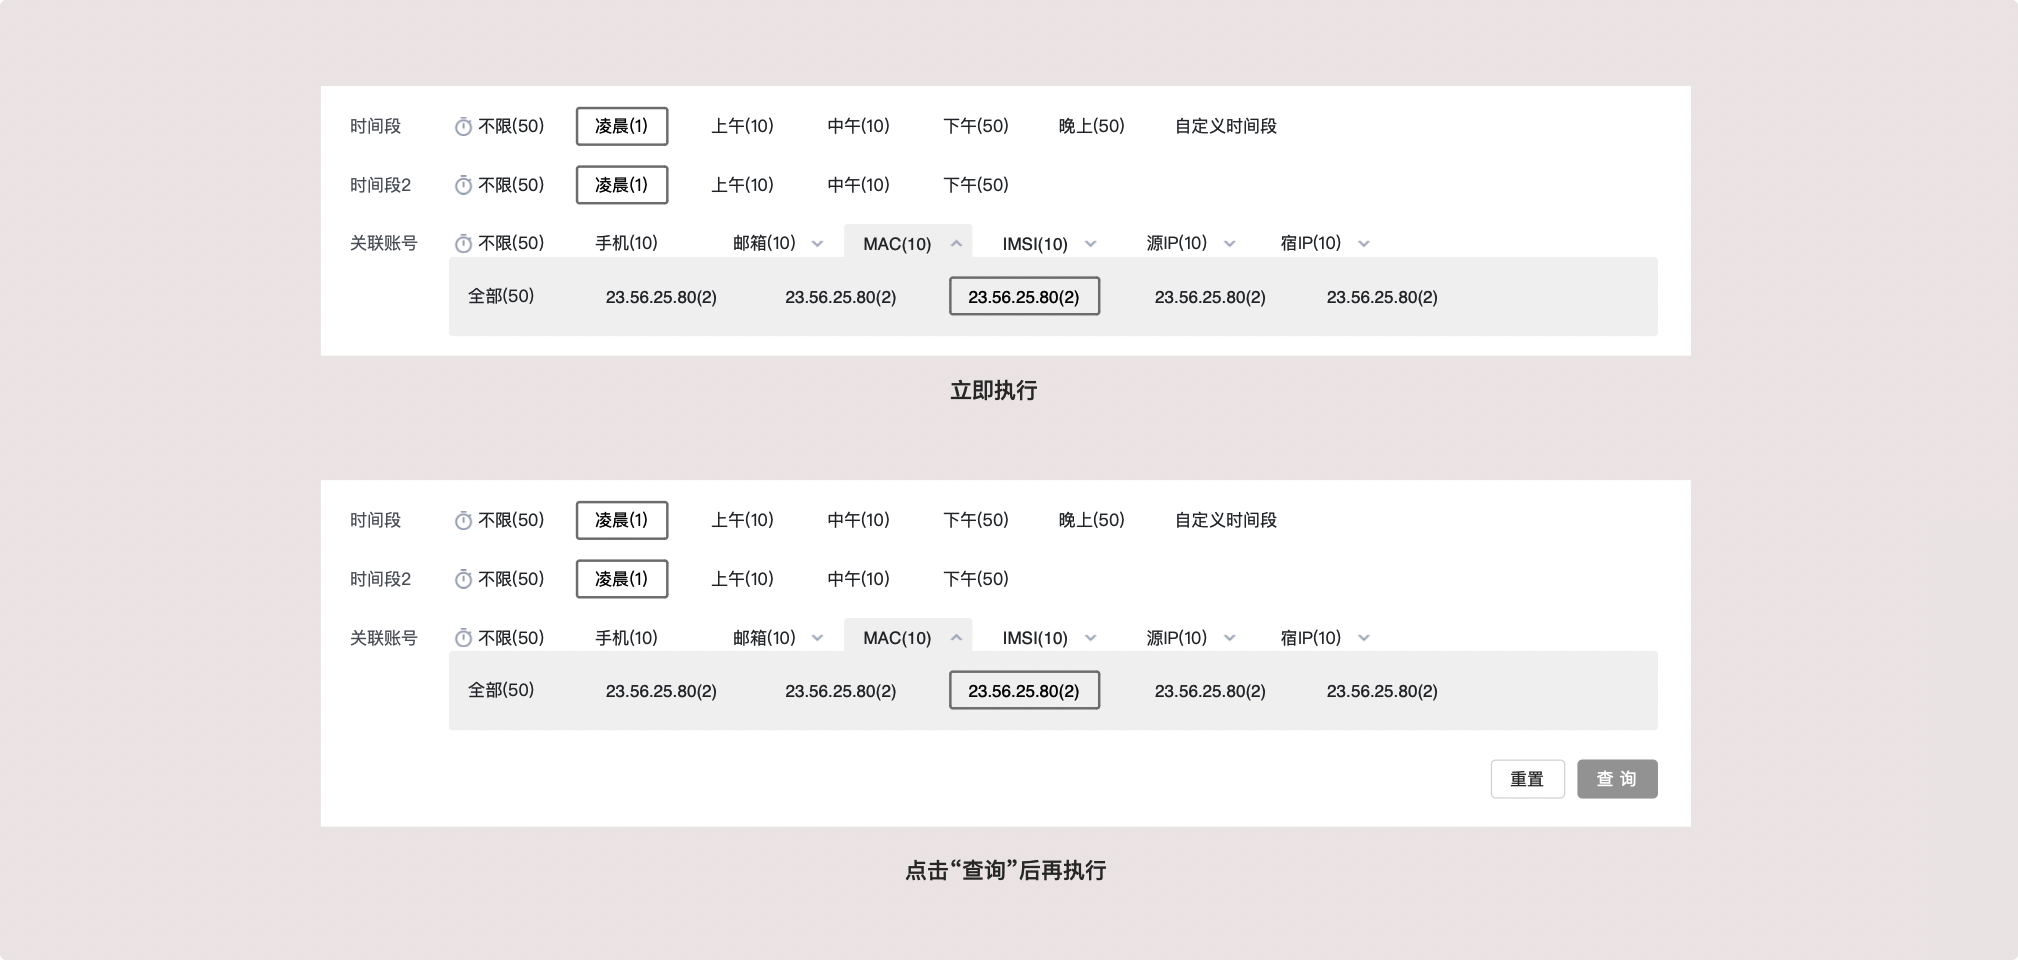 时间段 不限(50) 凌晨(1) 上午(10) 中午(10) 下午(50) 晚上(50) 自定义时间段
时间段2 不限(50) 凌晨(1) 上午(10) 中午(10) 下午(50)
关联账号 不限(50) 手机(10) 邮箱(10) MAC(10) IMSI(10) 源IP(10) 宿IP(10)
全部(50) 23.56.25.80(2) 23.56.25.80(2) 23.56.25.80(2) 23.56.25.80(2) 23.56.25.80(2)
立即执行
时间段 不限(50) 凌晨(1) 上午(10) 中午(10) 下午(50) 晚上(50) 自定义时间段
时间段2 不限(50) 凌晨(1) 上午(10) 中午(10) 下午(50)
关联账号 不限(50) 手机(10) 邮箱(10) MAC(10) IMSI(10) 源IP(10) 宿IP(10)
全部(50) 23.56.25.80(2) 23.56.25.80(2) 23.56.25.80(2) 23.56.25.80(2) 23.56.25.80(2)
重置 查 询
点击“查询”后再执行